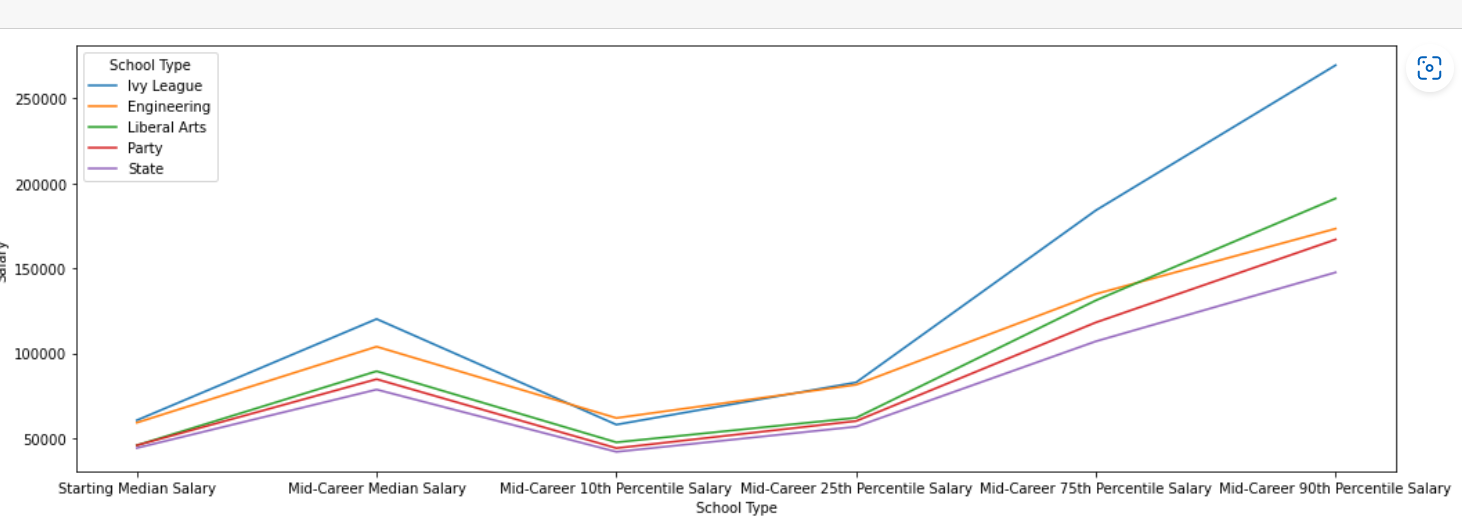 School Type
Ivy League
Engineering
Liberal Arts
Party
State
250000
200000
150000
100000
50000
Salary
Starting Median Salary
Mid-Career Median Salary
Mid-Career 10th Percentile Salary
Mid-Career 25th Percentile Salary
Mid-Career 75th Percentile Salary
Mid-Career 90th Percentile Salary
School Type